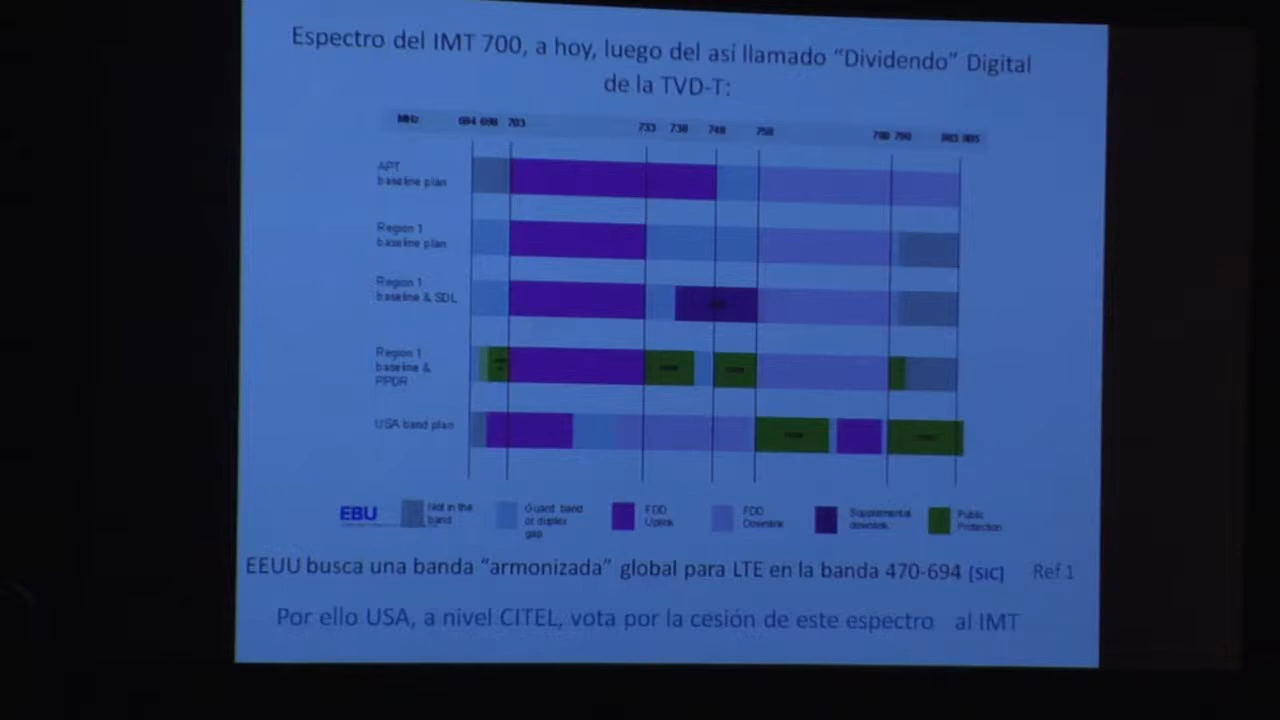 Espectro del IMT 700, a hoy, luego del así llamado “Dividendo” Digital
de la TVD-T:
MHz 694 698 703 733 738 748 758 788 790 803 805
APT
baseline plan
Region 1
baseline plan
Region 1
baseline & SDL
Region 1
baseline &
PPDR
USA band plan
EBU
Not in the
band
Guard band
or duplex
gap
FDD
Uplink
FDD
Downlink
Supplemental
downlink
Public
Protection
EEUU busca una banda “armonizada” global para LTE en la banda 470-694 (SIC) Ref 1
Por ello USA, a nivel CITEL, vota por la cesión de este espectro al IMT